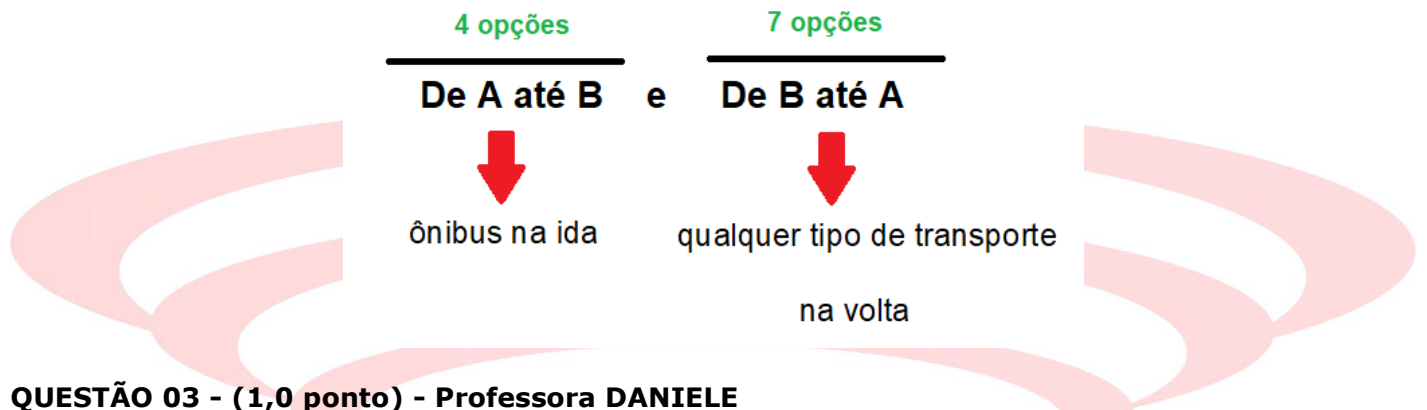 4 opções 7 opções
De A até B e De B até A
ônibus na ida qualquer tipo de transporte
na volta
QUESTÃO 03 - (1,0 ponto) - Professora DANIELE